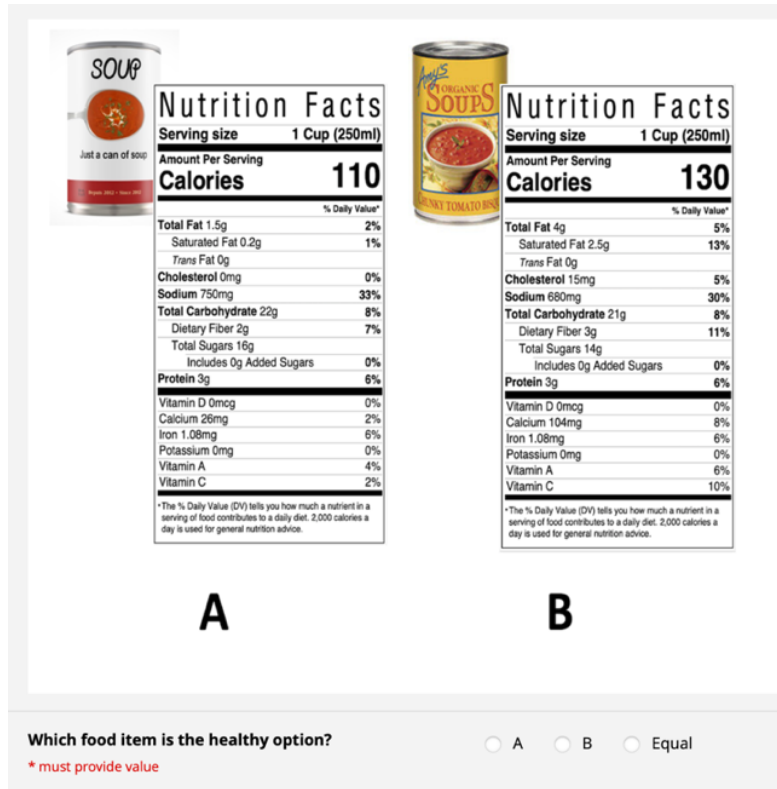 SOUP
Just a can of soup
Nutrition Facts
Serving size 1 Cup (250ml)
Amount Per Serving
Calories 110
% Daily Value*
Total Fat 1.5g 2%
Saturated Fat 0.2g 1%
Trans Fat 0g
Cholesterol 0mg 0%
Sodium 750mg 33%
Total Carbohydrate 22g 8%
Dietary Fiber 2g 7%
Total Sugars 16g
Includes 0g Added Sugars 0%
Protein 3g 6%
Vitamin D 0mcg 0%
Calcium 26mg 2%
Iron 1.08mg 6%
Potassium 0mg 0%
Vitamin A 4%
Vitamin C 2%
*The % Daily Value (DV) tells you how much a nutrient in a
serving of food contributes to a daily diet. 2,000 calories a
day is used for general nutrition advice.
A
Amy's
ORGANIC
SOUPS
HUNKY TOMATO BISQ
Nutrition Facts
Serving size 1 Cup (250ml)
Amount Per Serving
Calories 130
% Daily Value*
Total Fat 4g 5%
Saturated Fat 2.5g 13%
Trans Fat 0g
Cholesterol 15mg 5%
Sodium 680mg 30%
Total Carbohydrate 21g 8%
Dietary Fiber 3g 11%
Total Sugars 14g
Includes 0g Added Sugars 0%
Protein 3g 6%
Vitamin D 0mcg 0%
Calcium 104mg 8%
Iron 1.08mg 6%
Potassium 0mg 0%
Vitamin A 6%
Vitamin C 10%
*The % Daily Value (DV) tells you how much a nutrient in a
serving of food contributes to a daily diet. 2,000 calories a
day is used for general nutrition advice.
B
Which food item is the healthy option? A B Equal
* must provide value